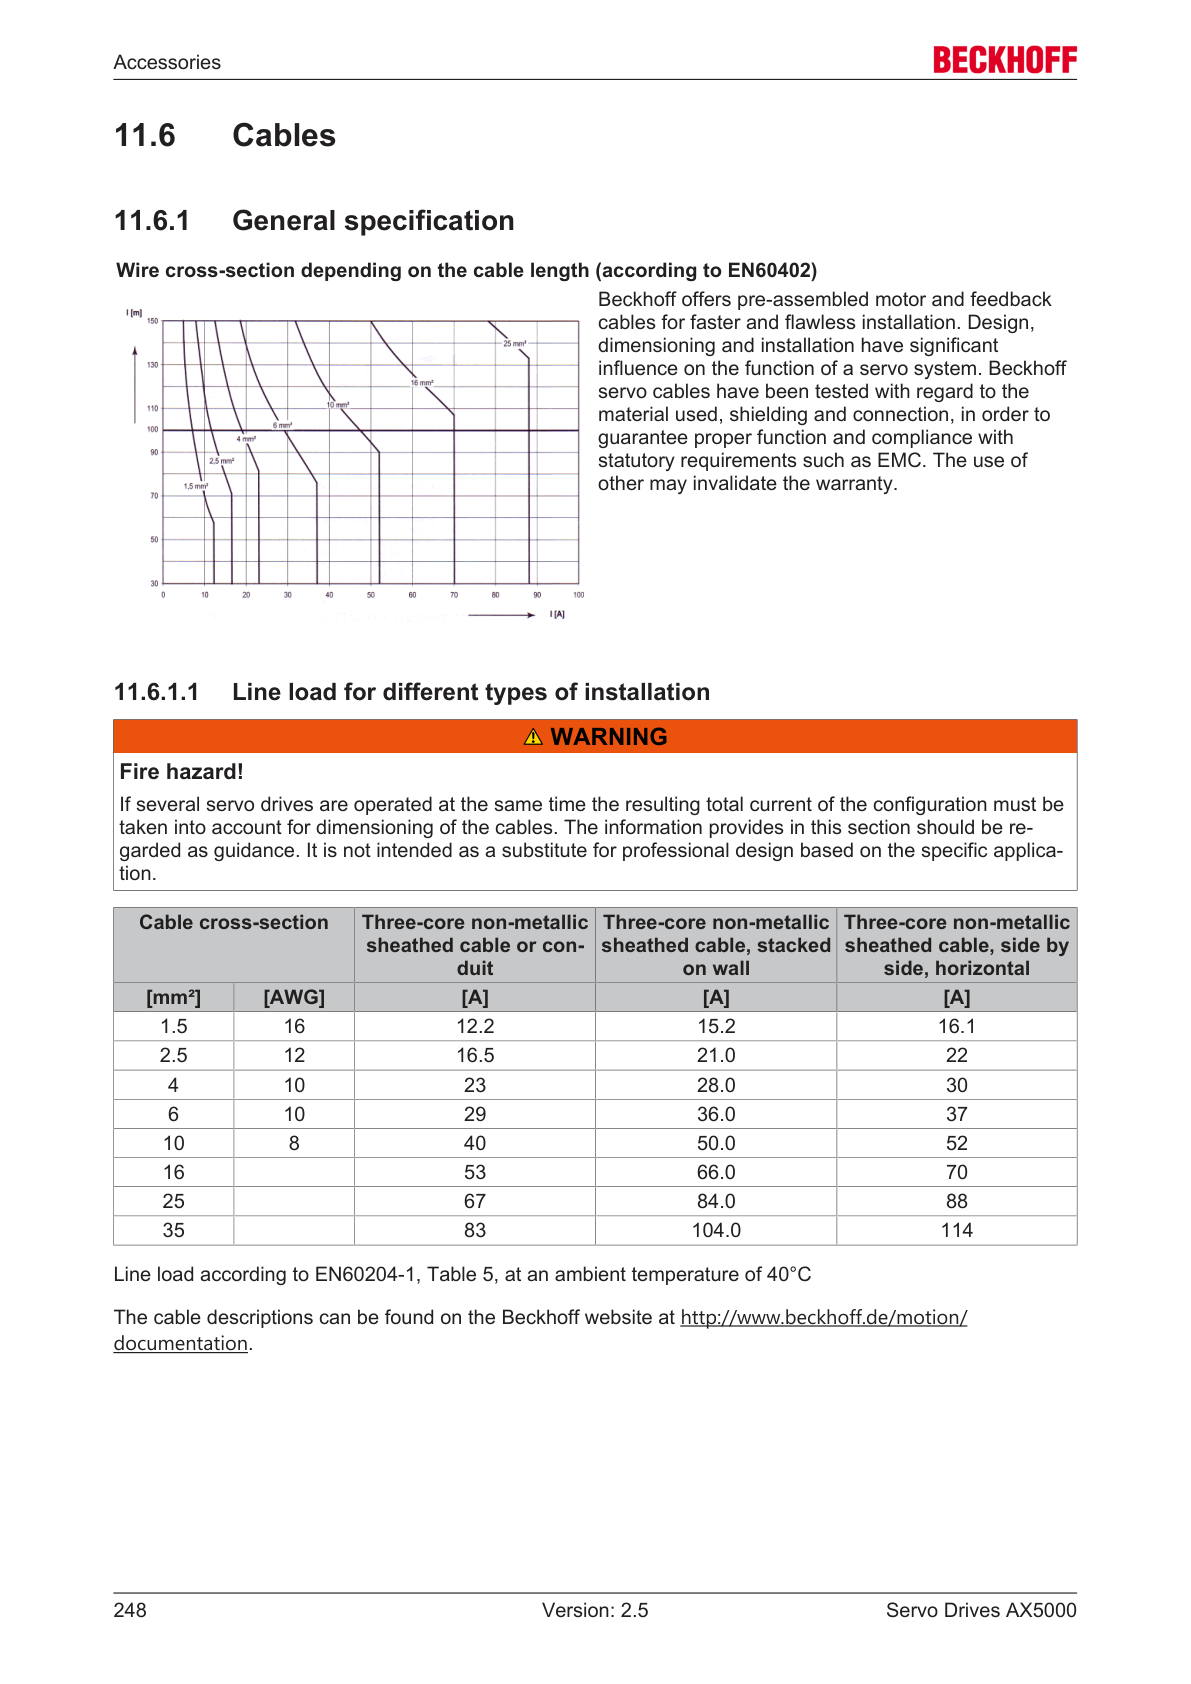 Accessories
BECKHOFF
11.6 Cables
11.6.1 General specification
Wire cross-section depending on the cable length (according to EN60402)
Beckhoff offers pre-assembled motor and feedback
cables for faster and flawless installation. Design,
dimensioning and installation have significant
influence on the function of a servo system. Beckhoff
servo cables have been tested with regard to the
material used, shielding and connection, in order to
guarantee proper function and compliance with
statutory requirements such as EMC. The use of
other may invalidate the warranty.
l [m]
150
130
110
100
90
70
50
30
25 mm²
16 mm²
10 mm²
6 mm²
4 mm²
2,5 mm²
1,5 mm²
0 10 20 30 40 50 60 70 80 90 100
I [A]
11.6.1.1 Line load for different types of installation
⚠ WARNING
Fire hazard!
If several servo drives are operated at the same time the resulting total current of the configuration must be
taken into account for dimensioning of the cables. The information provides in this section should be re-
garded as guidance. It is not intended as a substitute for professional design based on the specific applica-
tion.
Cable cross-section Three-core non-metallic Three-core non-metallic Three-core non-metallic
sheathed cable or con- sheathed cable, stacked sheathed cable, side by
duit on wall side, horizontal
[mm²] [AWG] [A] [A] [A]
1.5 16 12.2 15.2 16.1
2.5 12 16.5 21.0 22
4 10 23 28.0 30
6 10 29 36.0 37
10 8 40 50.0 52
16 53 66.0 70
25 67 84.0 88
35 83 104.0 114
Line load according to EN60204-1, Table 5, at an ambient temperature of 40°C
The cable descriptions can be found on the Beckhoff website at http://www.beckhoff.de/motion/
documentation.
248 Version: 2.5 Servo Drives AX5000